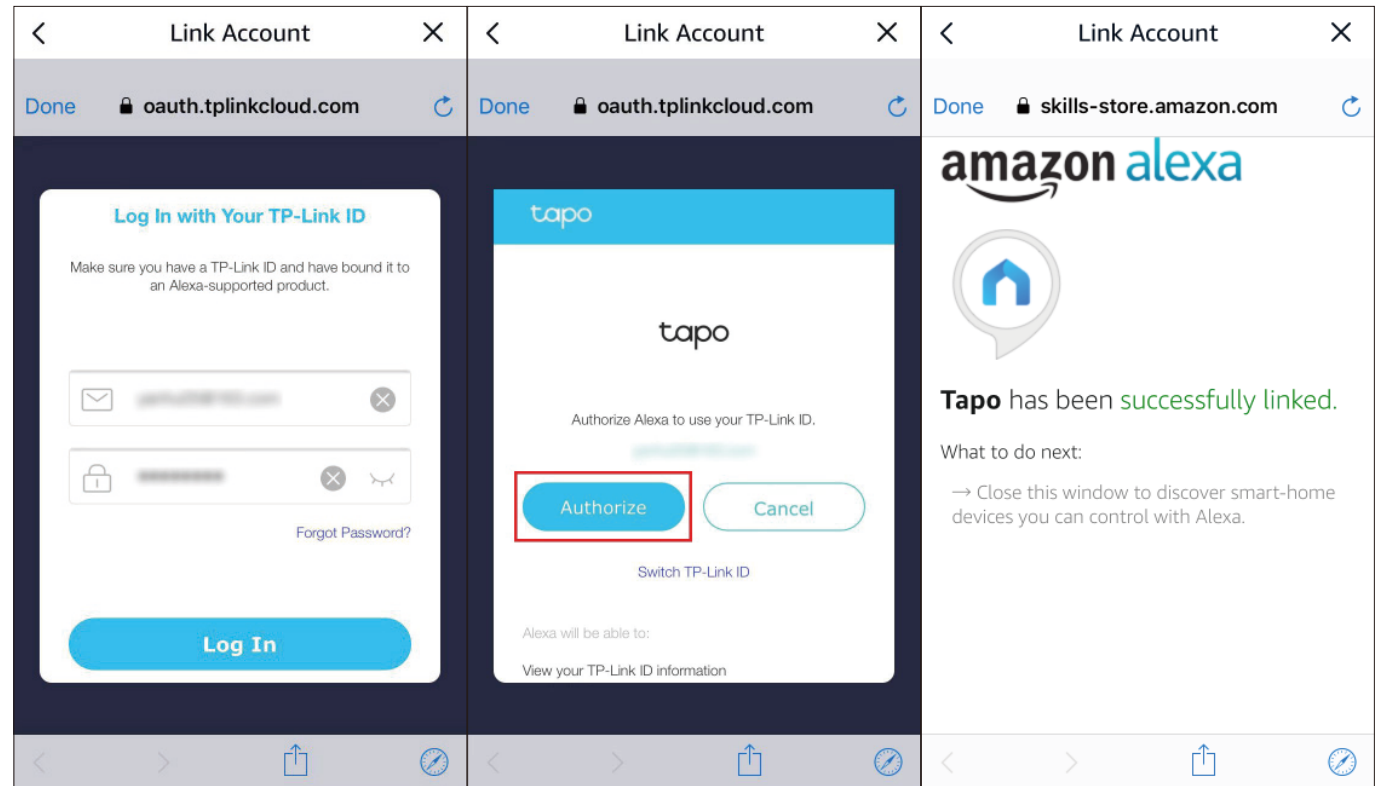 Link Account
Done
oauth.tplinkcloud.com
Log In with Your TP-Link ID
Make sure you have a TP-Link ID and have bound it to
an Alexa-supported product.
Forgot Password?
Log In
Link Account
Done
oauth.tplinkcloud.com
tapo
tapo
Authorize Alexa to use your TP-Link ID.
Authorize
Cancel
Switch TP-Link ID
Alexa will be able to:
View your TP-Link ID information
Link Account
Done
skills-store.amazon.com
amazon alexa
Tapo has been successfully linked.
What to do next:
→ Close this window to discover smart-home
devices you can control with Alexa.